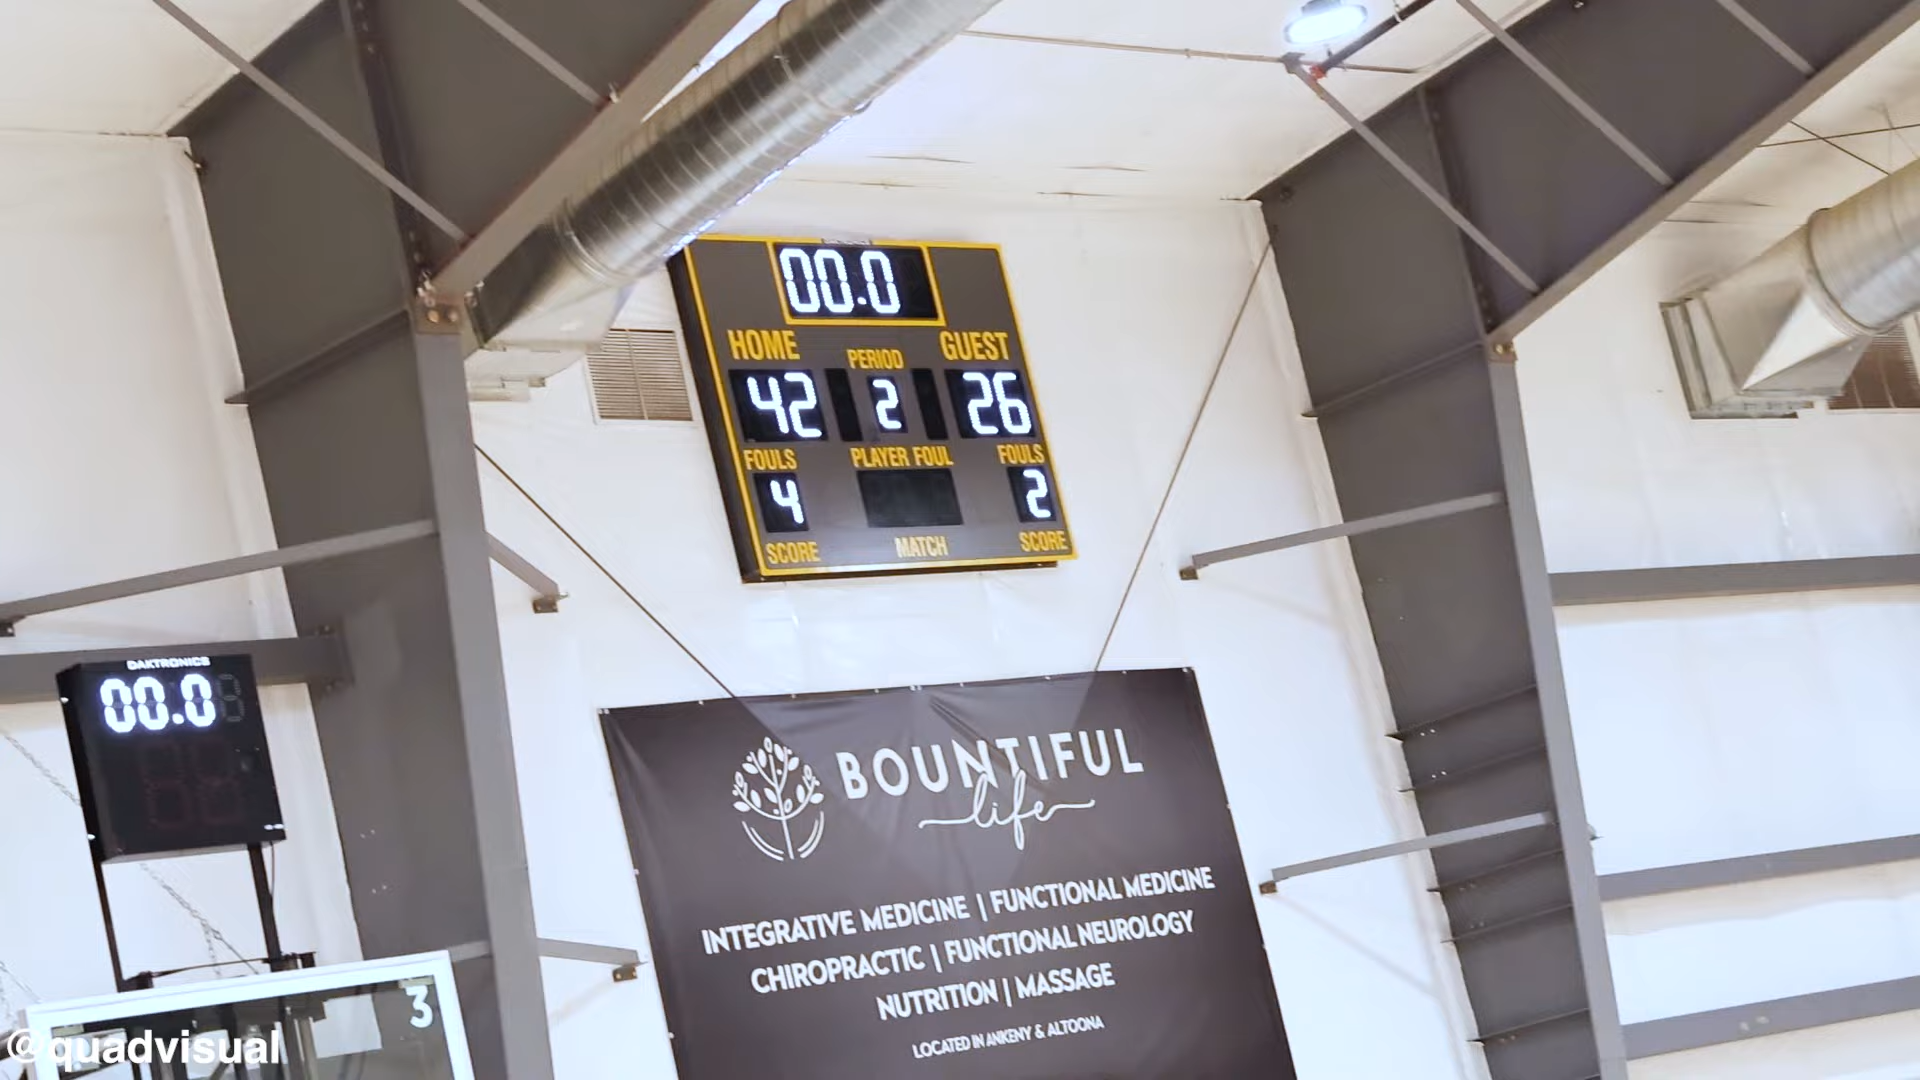 00.0
HOME
GUEST
PERIOD
42
2
26
FOULS
PLAYER FOUL
FOULS
4
2
SCORE
MATCH
SCORE
DAKTRONICS
00.0
BOUNTIFUL
life
INTEGRATIVE MEDICINE | FUNCTIONAL MEDICINE
CHIROPRACTIC | FUNCTIONAL NEUROLOGY
NUTRITION | MASSAGE
LOCATED IN ANKENY & ALTOONA
3
@quadvisual